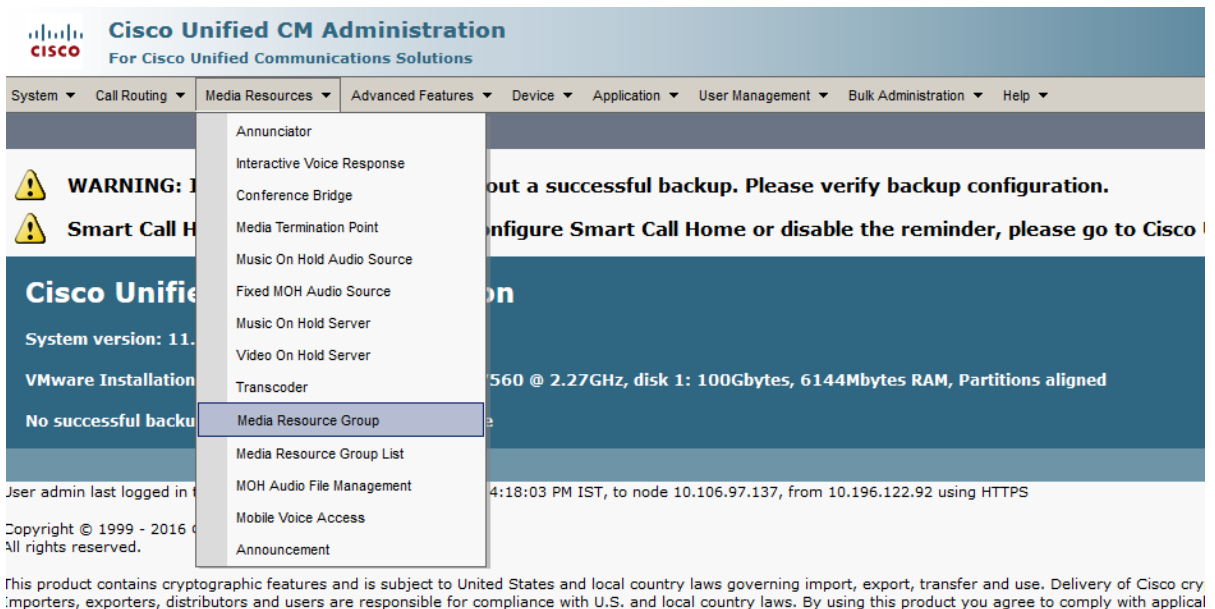 CISCO
Cisco Unified CM Administration
For Cisco Unified Communications Solutions
System Call Routing Media Resources Advanced Features Device Application User Management Bulk Administration Help
Annunciator
Interactive Voice Response
WARNING: out a successful backup. Please verify backup configuration.
Conference Bridge
Smart Call nfigure Smart Call Home or disable the reminder, please go to Cisco
Media Termination Point
Music On Hold Audio Source
Cisco Unifie on
Fixed MOH Audio Source
Music On Hold Server
System version: 11.
Video On Hold Server
VMware Installation 560 @ 2.27GHz, disk 1: 100Gbytes, 6144Mbytes RAM, Partitions aligned
Transcoder
No successful backu
Media Resource Group
Media Resource Group List
MOH Audio File Management
User admin last logged in 4:18:03 PM IST, to node 10.106.97.137, from 10.196.122.92 using HTTPS
Mobile Voice Access
Copyright © 1999 - 2016
All rights reserved.
Announcement
This product contains cryptographic features and is subject to United States and local country laws governing import, export, transfer and use. Delivery of Cisco cry
Importers, exporters, distributors and users are responsible for compliance with U.S. and local country laws. By using this product you agree to comply with applical